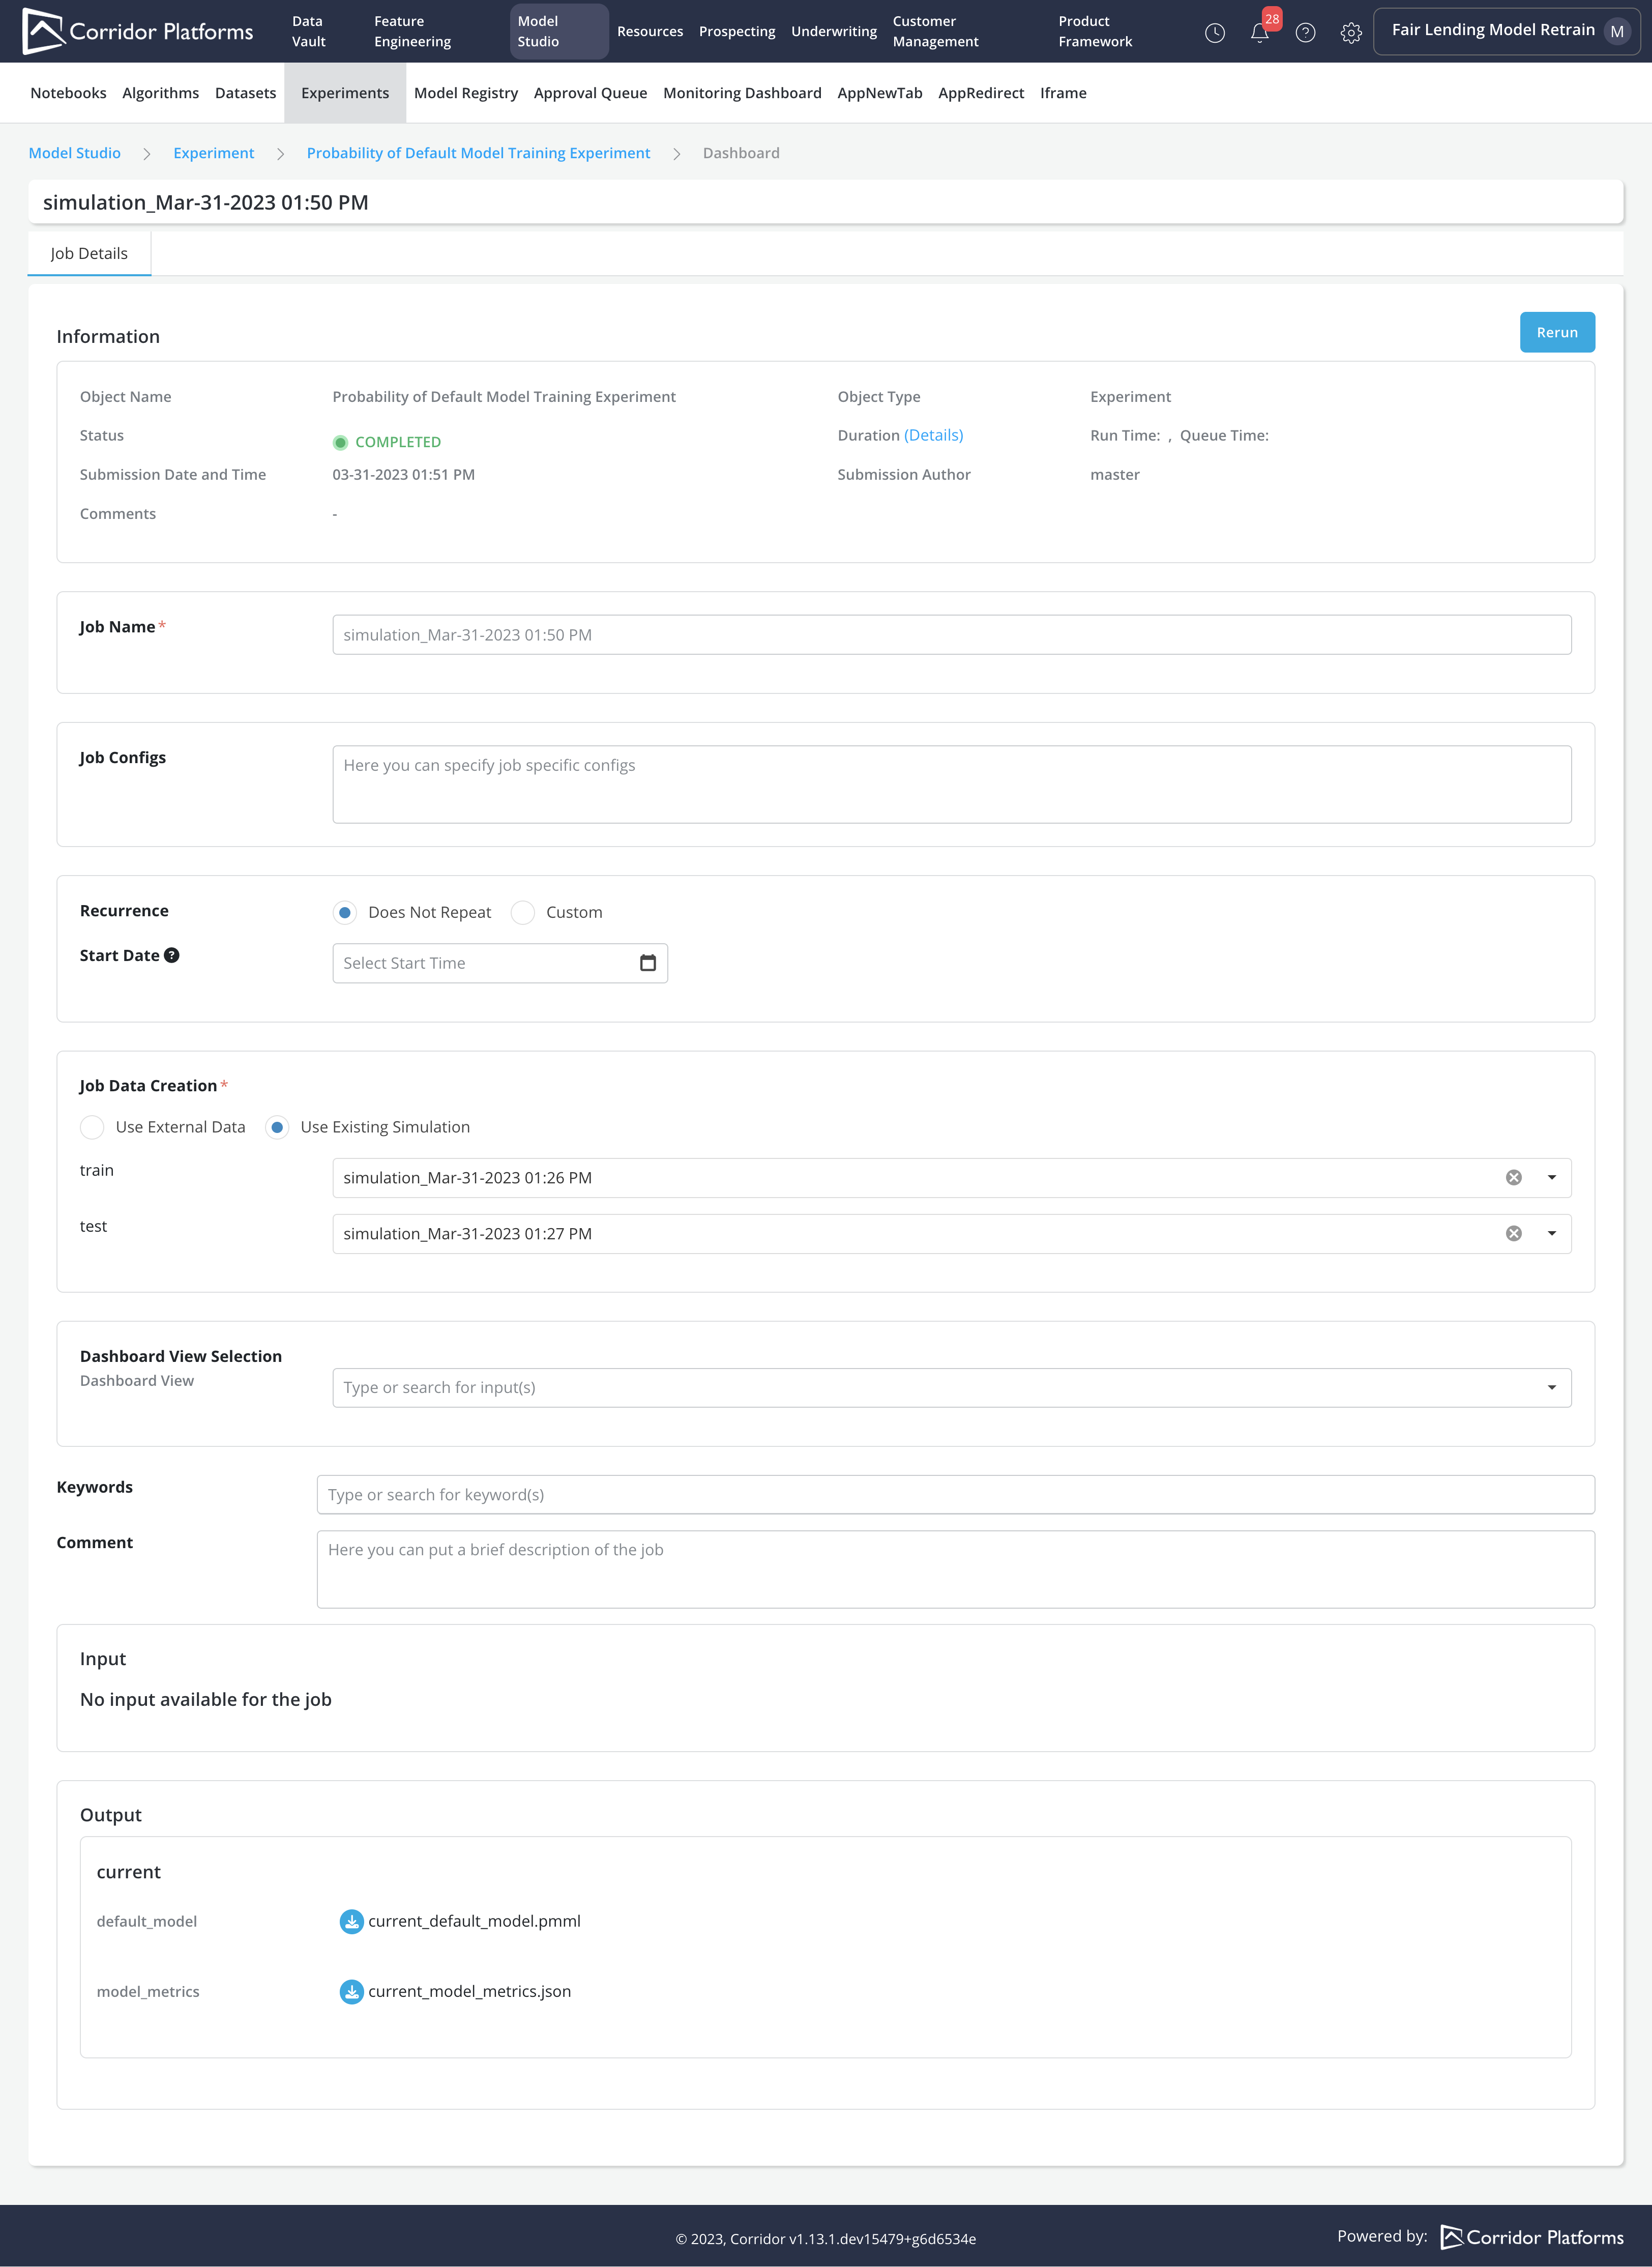 Corridor Platforms
Data Vault
Feature Engineering
Model Studio
Resources
Prospecting
Underwriting
Customer Management
Product Framework
28
Fair Lending Model Retrain
M
Notebooks
Algorithms
Datasets
Experiments
Model Registry
Approval Queue
Monitoring Dashboard
AppNewTab
AppRedirect
Iframe
Model Studio > Experiment > Probability of Default Model Training Experiment > Dashboard
simulation_Mar-31-2023 01:50 PM
Job Details
Information
Rerun
Object Name Probability of Default Model Training Experiment Object Type Experiment
Status COMPLETED Duration (Details) Run Time: , Queue Time:
Submission Date and Time 03-31-2023 01:51 PM Submission Author master
Comments -
Job Name* simulation_Mar-31-2023 01:50 PM
Job Configs Here you can specify job specific configs
Recurrence Does Not Repeat Custom
Start Date ? Select Start Time
Job Data Creation*
Use External Data Use Existing Simulation
train simulation_Mar-31-2023 01:26 PM
test simulation_Mar-31-2023 01:27 PM
Dashboard View Selection
Dashboard View Type or search for input(s)
Keywords Type or search for keyword(s)
Comment Here you can put a brief description of the job
Input
No input available for the job
Output
current
default_model current_default_model.pmml
model_metrics current_model_metrics.json
© 2023, Corridor v1.13.1.dev15479+g6d6534e
Powered by: Corridor Platforms